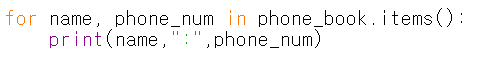 for name, phone_num in phone_book.items():
    print(name,":",phone_num)